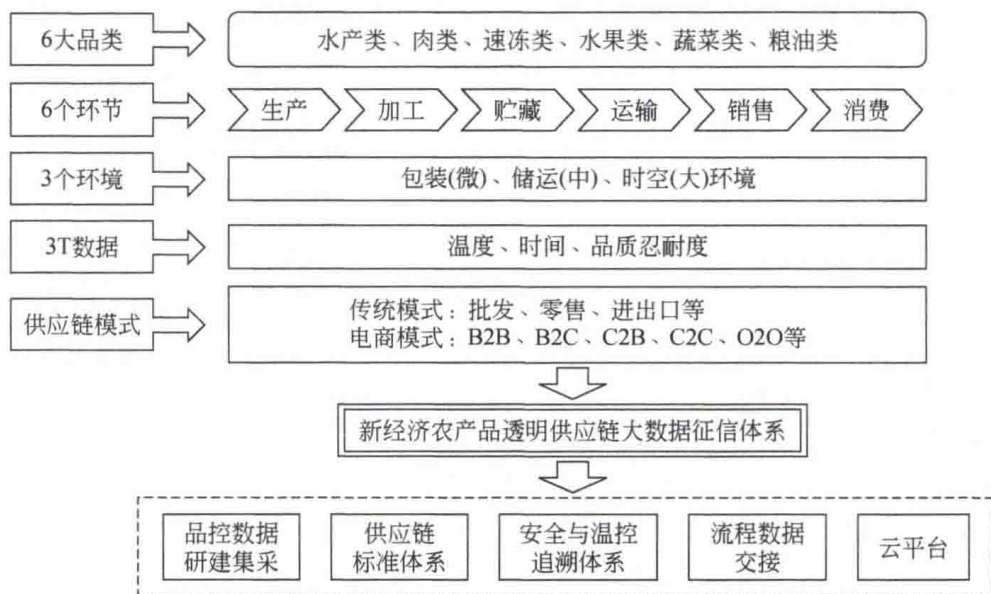 6大品类
水产类、肉类、速冻类、水果类、蔬菜类、粮油类
6个环节
生产
加工
贮藏
运输
销售
消费
3个环境
包装(微)、储运(中)、时空(大)环境
3T数据
温度、时间、品质忍耐度
供应链模式
传统模式：批发、零售、进出口等
电商模式：B2B、B2C、C2B、C2C、O2O等
新经济农产品透明供应链大数据征信体系
品控数据
研建集采
供应链
标准体系
安全与温控
追溯体系
流程数据
交接
云平台